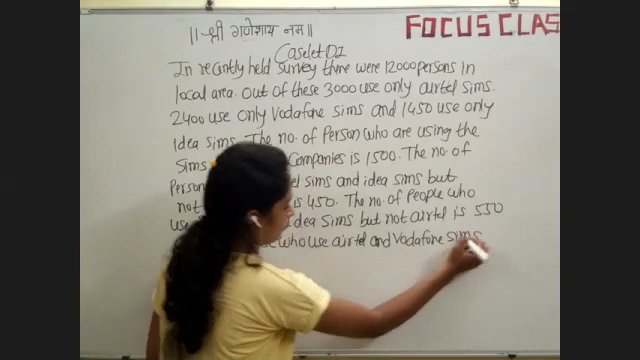 ॥-श्री गणेशाय नमः॥
FOCUS CLAS
Caselet DI
In recently held survey there were 12000 persons in
local area. Out of these 3000 use only airtel sims.
2400 use only Vodafone sims and 1450 use only
Idea sims. The no. of Person who are using the
Sims Companies is 1500. The no. of
Person sims and idea sims but
not is 450. The no. of People who
use Idea Sims but not airtel is 550
who use airtel and Vodafone sims